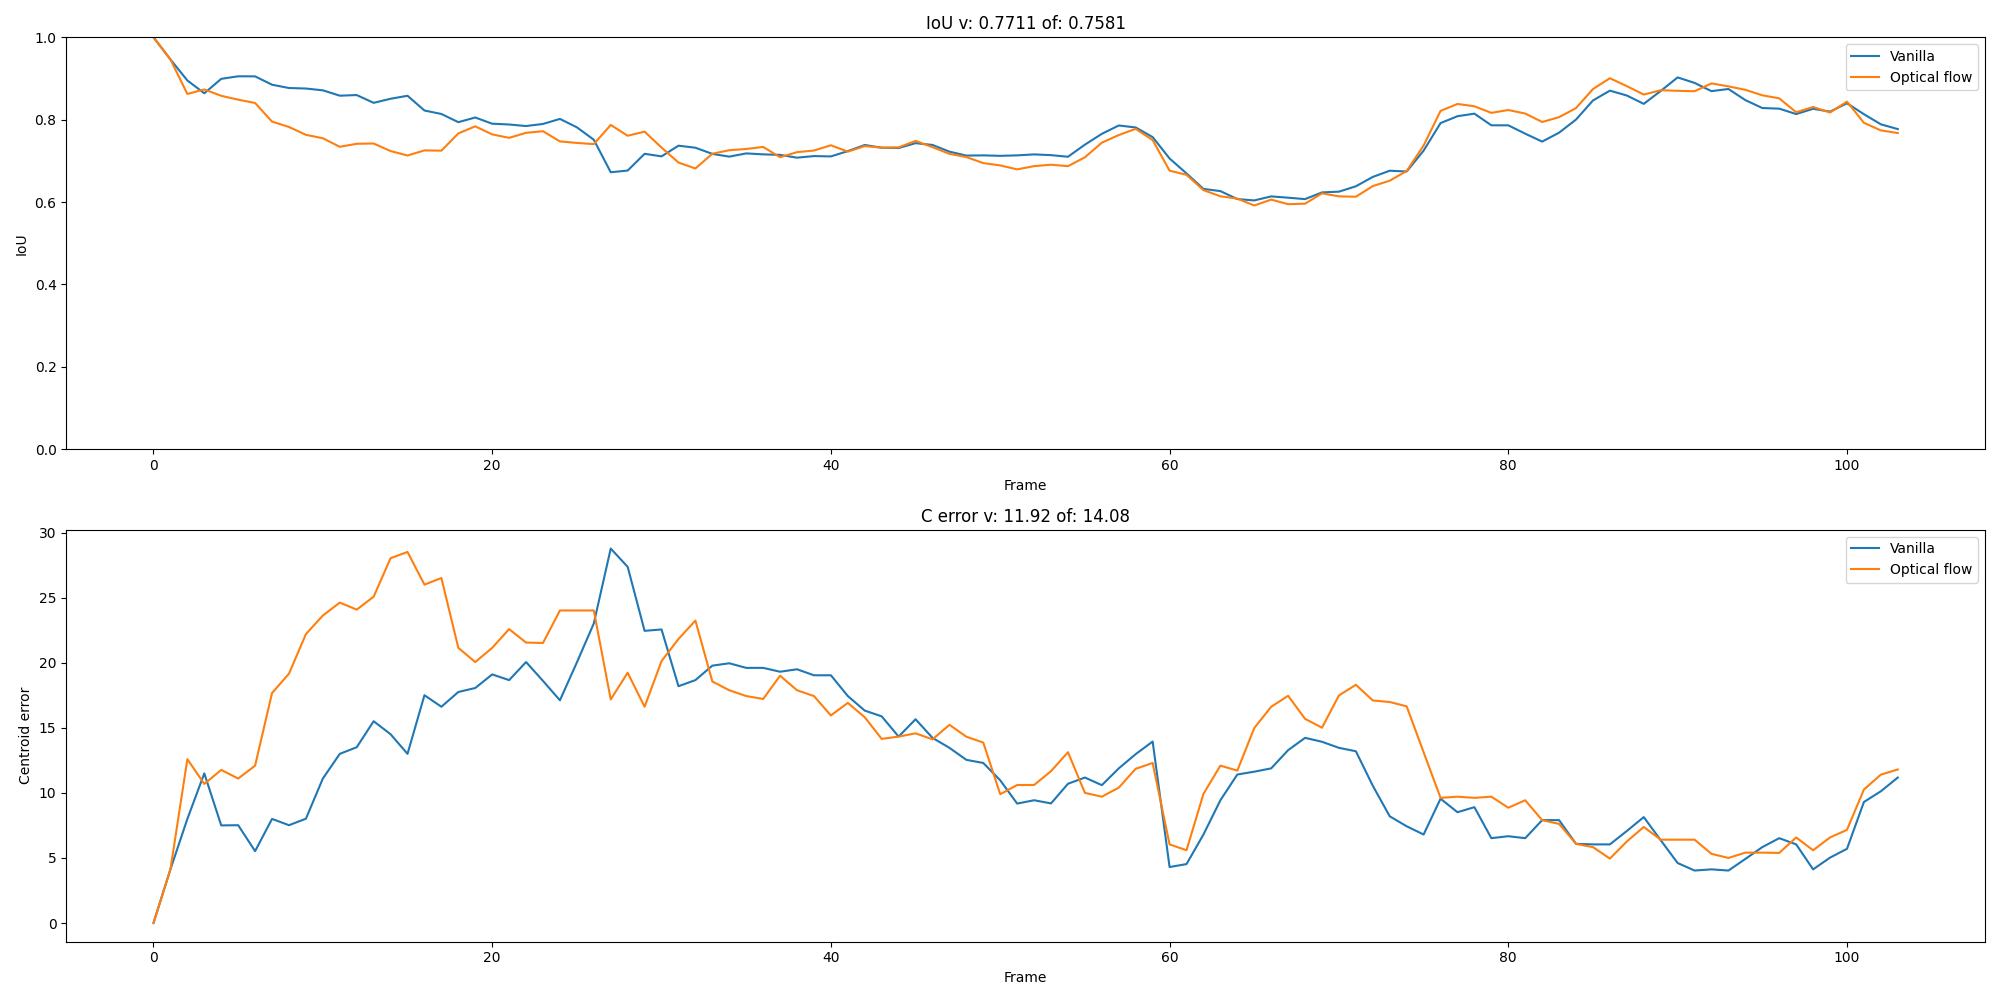 IoU v: 0.7711 of: 0.7581
1.0
0.8
0.6
0.4
0.2
0.0
IoU
Vanilla
Optical flow
0 20 40 60 80 100
Frame
C error v: 11.92 of: 14.08
30
25
20
15
10
5
0
Centroid error
Vanilla
Optical flow
0 20 40 60 80 100
Frame